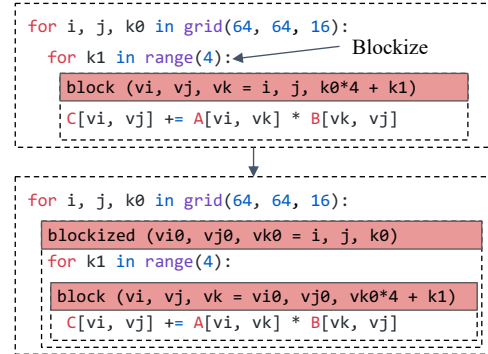 for i, j, k0 in grid(64, 64, 16):
for k1 in range(4):
Blockize
block (vi, vj, vk = i, j, k0*4 + k1)
C[vi, vj] += A[vi, vk] * B[vk, vj]
for i, j, k0 in grid(64, 64, 16):
blockized (vi0, vj0, vk0 = i, j, k0)
for k1 in range(4):
block (vi, vj, vk = vi0, vj0, vk0*4 + k1)
C[vi, vj] += A[vi, vk] * B[vk, vj]